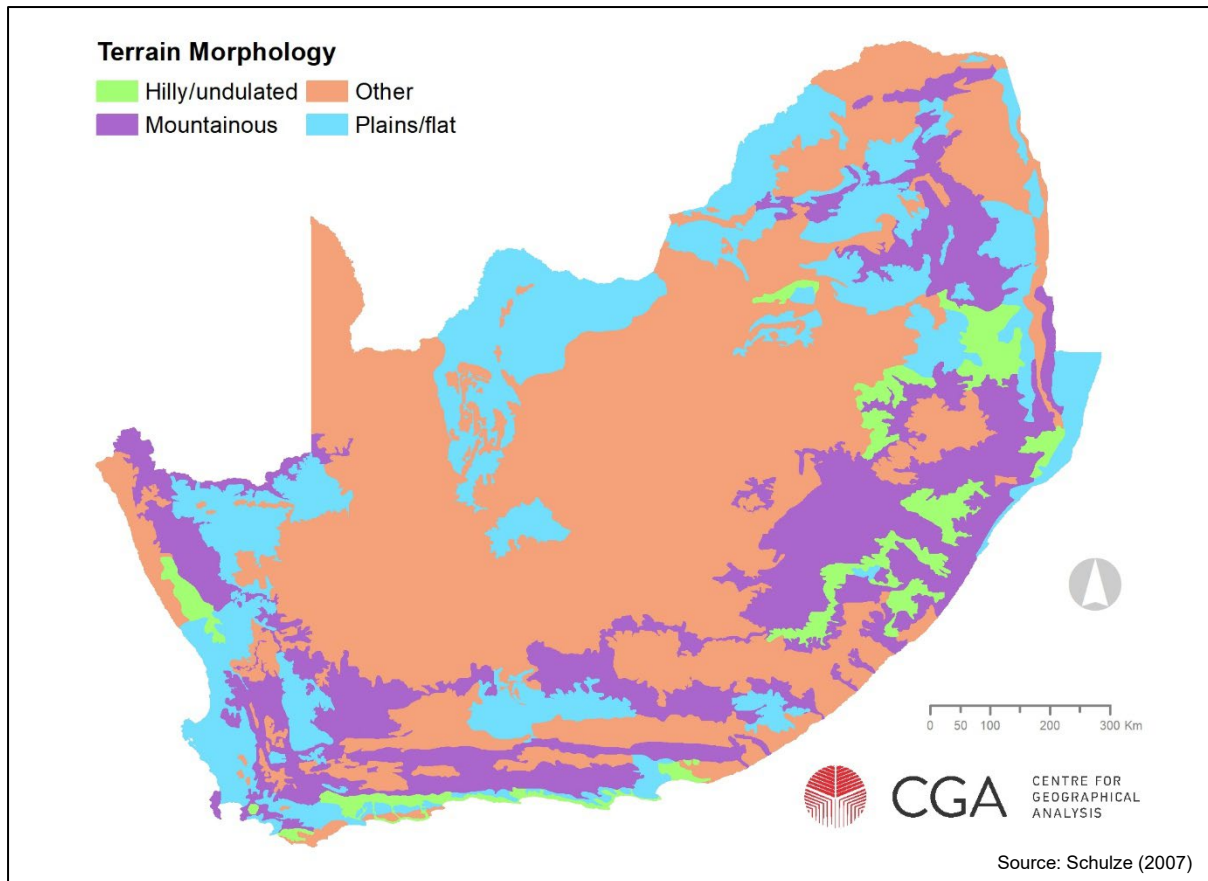 Terrain Morphology
Hilly/undulated Other
Mountainous Plains/flat
0 50 100 200 300 Km
CGA
CENTRE FOR
GEOGRAPHICAL
ANALYSIS
Source: Schulze (2007)